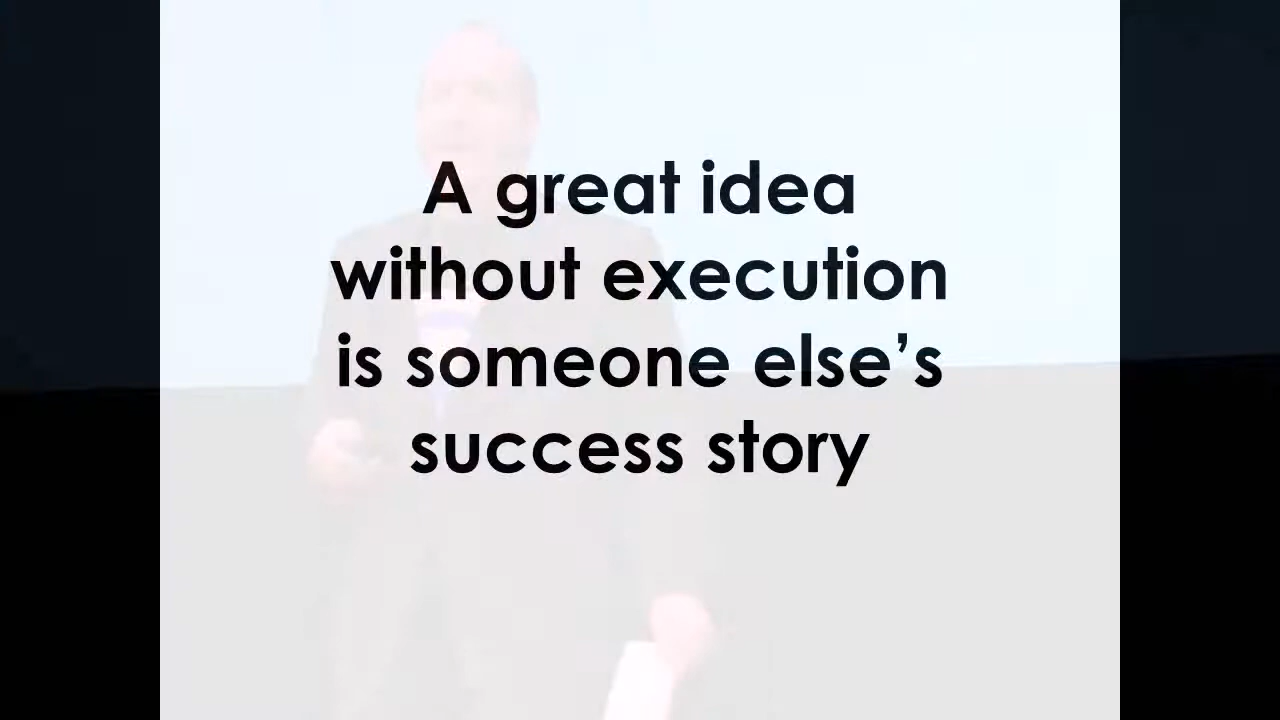 A great idea
without execution
is someone else’s
success story